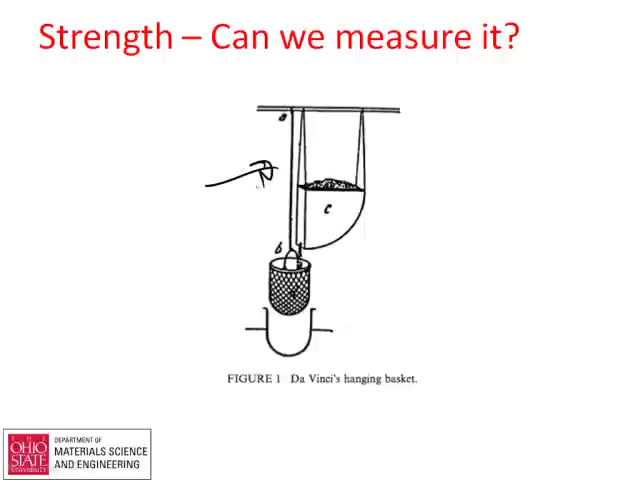 Strength – Can we measure it?
a
c
b
FIGURE 1 Da Vinci's hanging basket.
THE
OHIO
STATE
UNIVERSITY
DEPARTMENT OF
MATERIALS SCIENCE
AND ENGINEERING